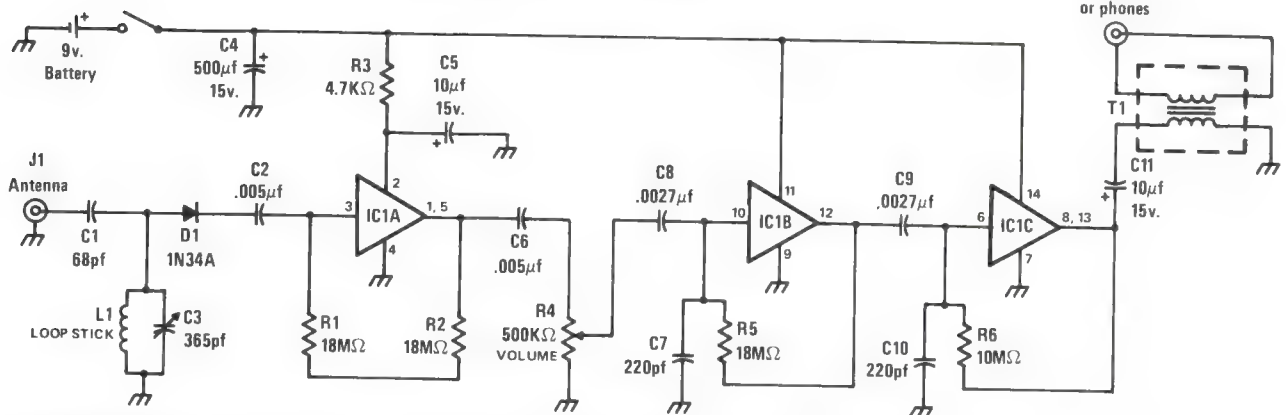 or phones
9v.
Battery
+
C4
500µf
15v.
+
R3
4.7KΩ
C5
10µf
15v.
+
T1
C11
10µf
15v.
+
J1
Antenna
C1
68pf
D1
1N34A
C2
.005µf
3
2
IC1A
1, 5
4
C6
.005µf
C8
.0027µf
10
11
IC1B
12
9
C9
.0027µf
6
14
IC1C
8, 13
7
L1
LOOP STICK
C3
365pf
R1
18MΩ
R2
18MΩ
R4
500KΩ
VOLUME
C7
220pf
R5
18MΩ
C10
220pf
R6
10MΩ